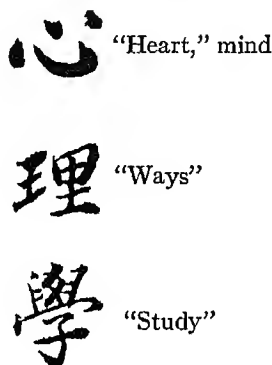 心 “Heart,” mind
理 “Ways”
學 “Study”